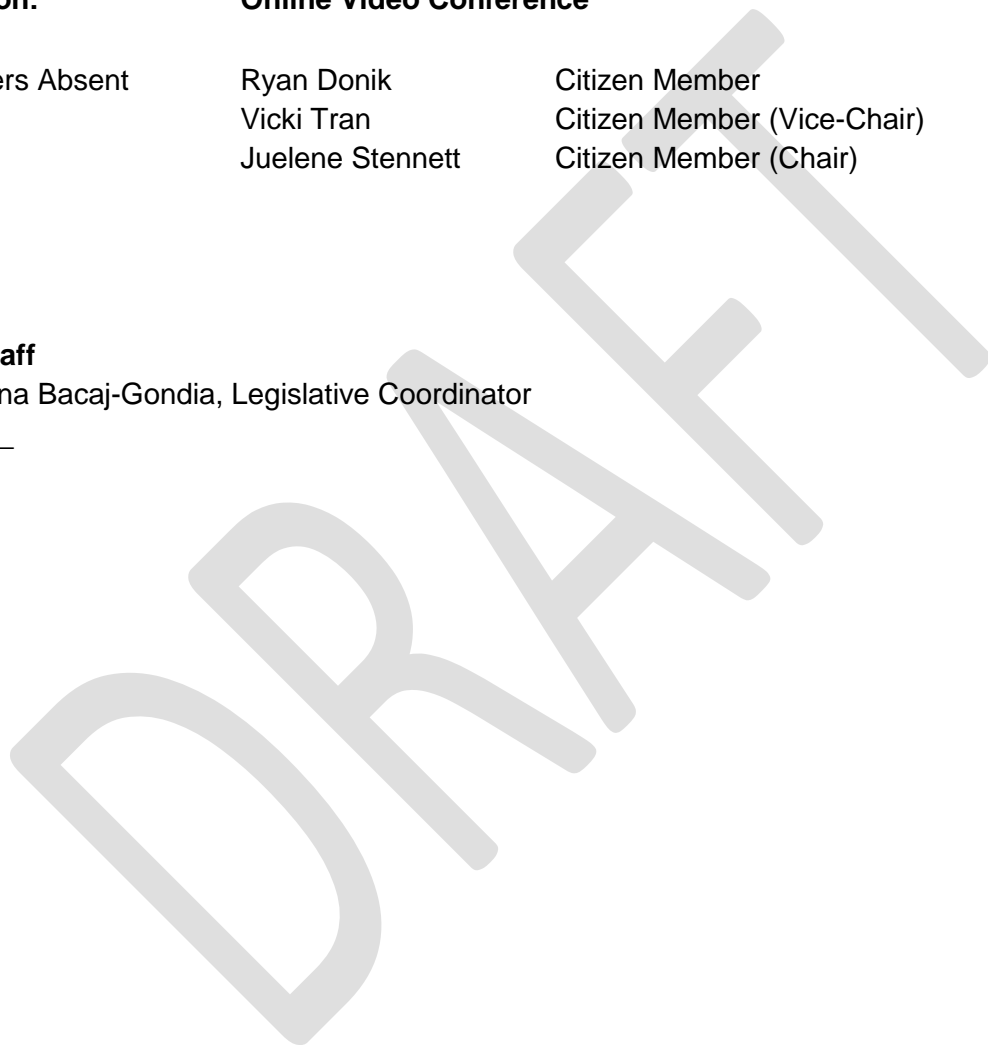 on: Online Video Conference
ers Absent Ryan Donik Citizen Member
Vicki Tran Citizen Member (Vice-Chair)
Juelene Stennett Citizen Member (Chair)
aff
na Bacaj-Gondia, Legislative Coordinator
_
DRAFT